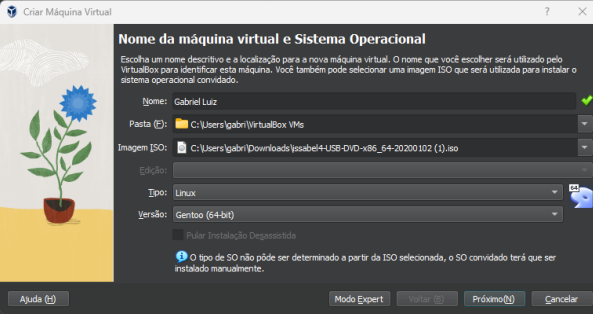 Criar Máquina Virtual
Nome da máquina virtual e Sistema Operacional
Escolha um nome descritivo e a localização para a nova máquina virtual. O nome que você escolher será utilizado pelo
VirtualBox para identificar esta máquina. Você também pode selecionar uma imagem ISO que será utilizada para instalar o
sistema operacional convidado.
Nome: Gabriel Luiz
Pasta (F): C:\Users\gabri\VirtualBox VMs
Imagem ISO: C:\Users\gabri\Downloads\issabel4-USB-DVD-x86_64-20200102 (1).iso
Edição:
Tipo: Linux
64
Versão: Gentoo (64-bit)
Pular Instalação Desassistida
O tipo de SO não pôde ser determinado a partir da ISO selecionada, o SO convidado terá que ser
instalado manualmente.
Ajuda (H) Modo Expert Voltar (B) Próximo(N) Cancelar